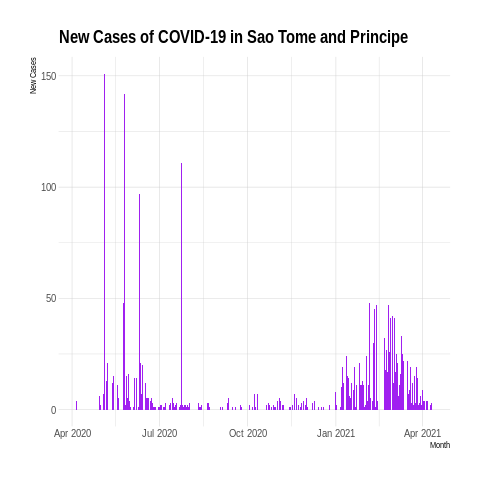 New Cases of COVID-19 in Sao Tome and Principe
New Cases
150
100
50
0
Apr 2020 Jul 2020 Oct 2020 Jan 2021 Apr 2021
Month